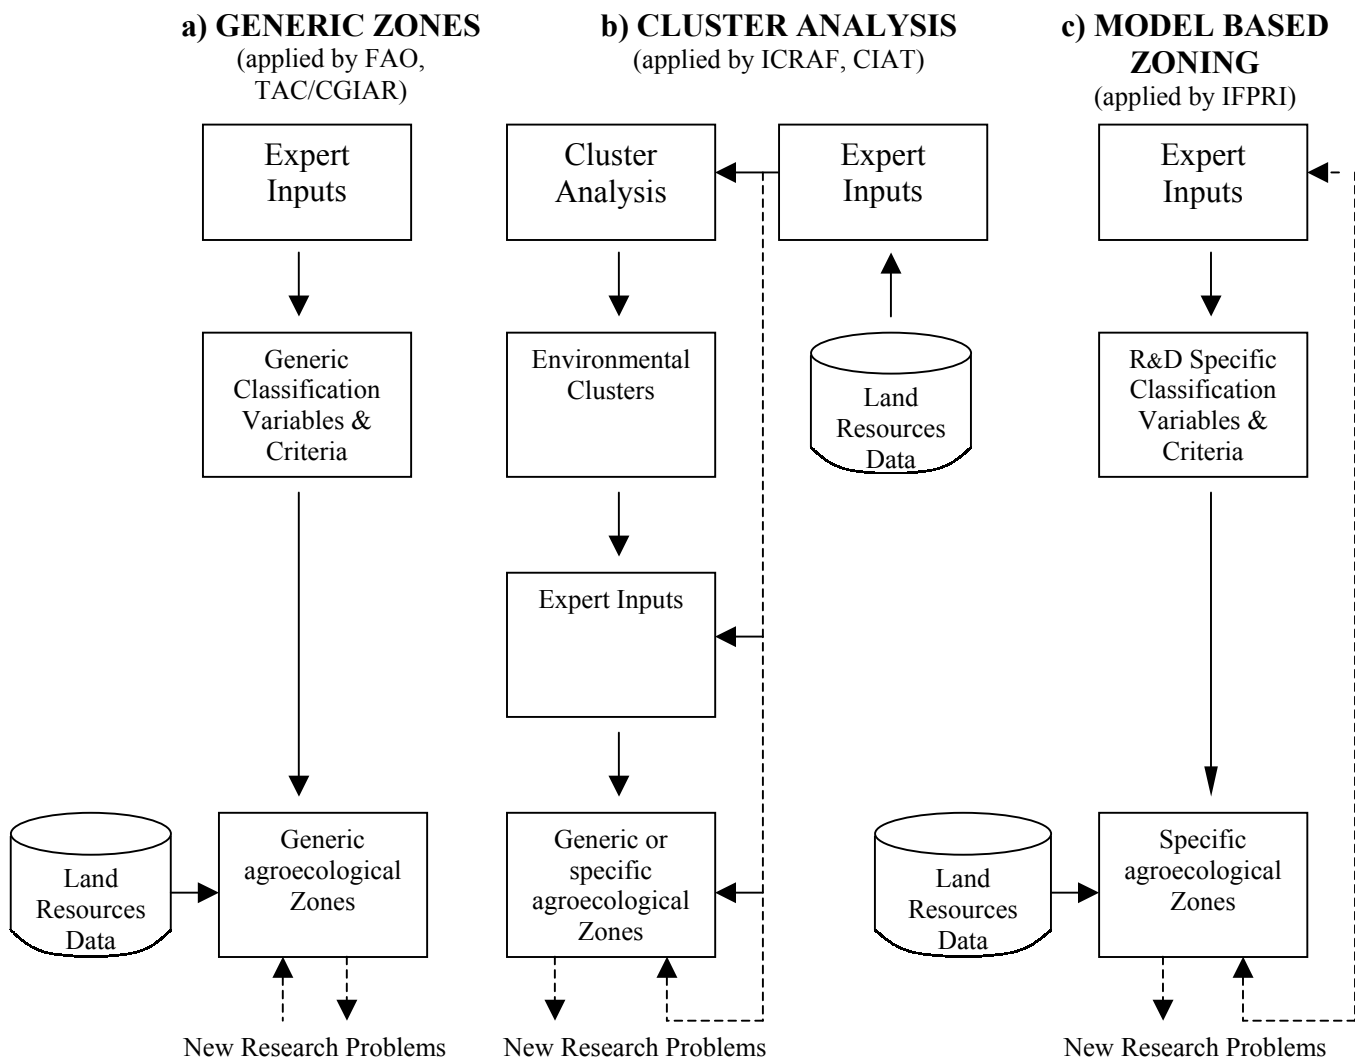 a) GENERIC ZONES
(applied by FAO,
TAC/CGIAR)
Expert
Inputs
Generic
Classification
Variables &
Criteria
Land
Resources
Data
Generic
agroecological
Zones
New Research Problems
b) CLUSTER ANALYSIS
(applied by ICRAF, CIAT)
Cluster
Analysis
Expert
Inputs
Environmental
Clusters
Land
Resources
Data
Expert Inputs
Generic or
specific
agroecological
Zones
New Research Problems
c) MODEL BASED
ZONING
(applied by IFPRI)
Expert
Inputs
R&D Specific
Classification
Variables &
Criteria
Land
Resources
Data
Specific
agroecological
Zones
New Research Problems